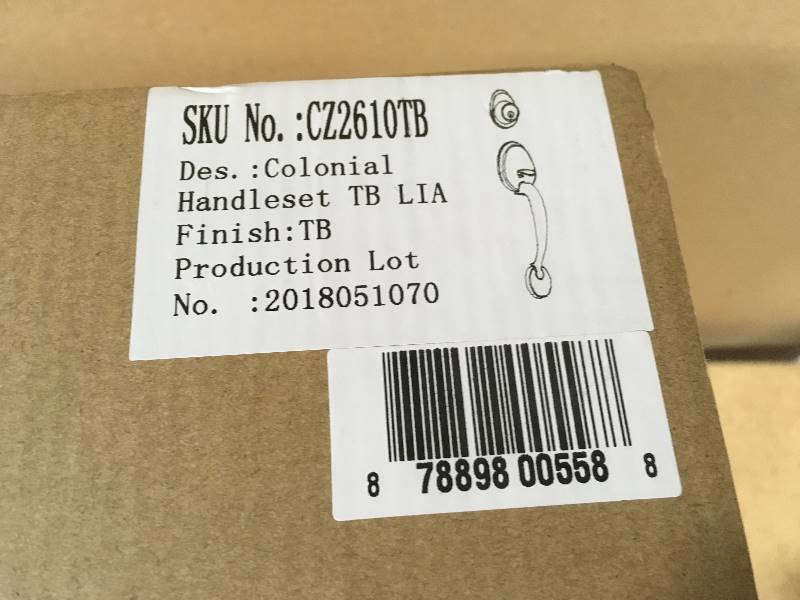 SKU No.:CZ2610TB
Des.:Colonial
Handleset TB LIA
Finish:TB
Production Lot
No. :2018051070
8 78898 00558 8